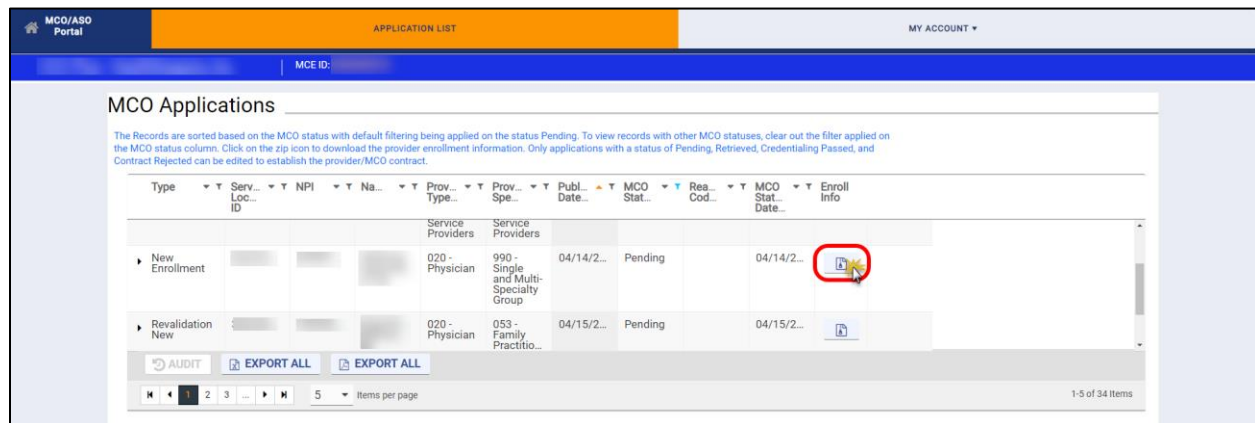 MCO/ASO
Portal
APPLICATION LIST
MY ACCOUNT
MCE ID:
MCO Applications
The Records are sorted based on the MCO status with default filtering being applied on the status Pending. To view records with other MCO statuses, clear out the filter applied on
the MCO status column. Click on the zip icon to download the provider enrollment information. Only applications with a status of Pending, Retrieved, Credentialing Passed, and
Contract Rejected can be edited to establish the provider/MCO contract.
Type Serv... NPI Na... Prov... Prov... Publ... MCO Rea... MCO Enroll
Loc... Type... Spe... Date... Stat... Cod... Stat... Info
ID Date...
Service Service
Providers Providers
New 020 - 990 - 04/14/2... Pending 04/14/2...
Enrollment Physician Single
and Multi-
Specialty
Group
Revalidation 020 - 053 - 04/15/2... Pending 04/15/2...
New Physician Family
Practitio...
AUDIT EXPORT ALL EXPORT ALL
1 2 3 ... 5 Items per page 1-5 of 34 Items